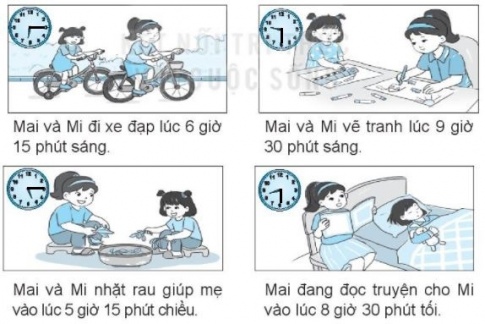 Mai và Mi đi xe đạp lúc 6 giờ
15 phút sáng.
Mai và Mi vẽ tranh lúc 9 giờ
30 phút sáng.
Mai và Mi nhặt rau giúp mẹ
vào lúc 5 giờ 15 phút chiều.
Mai đang đọc truyện cho Mi
vào lúc 8 giờ 30 phút tối.